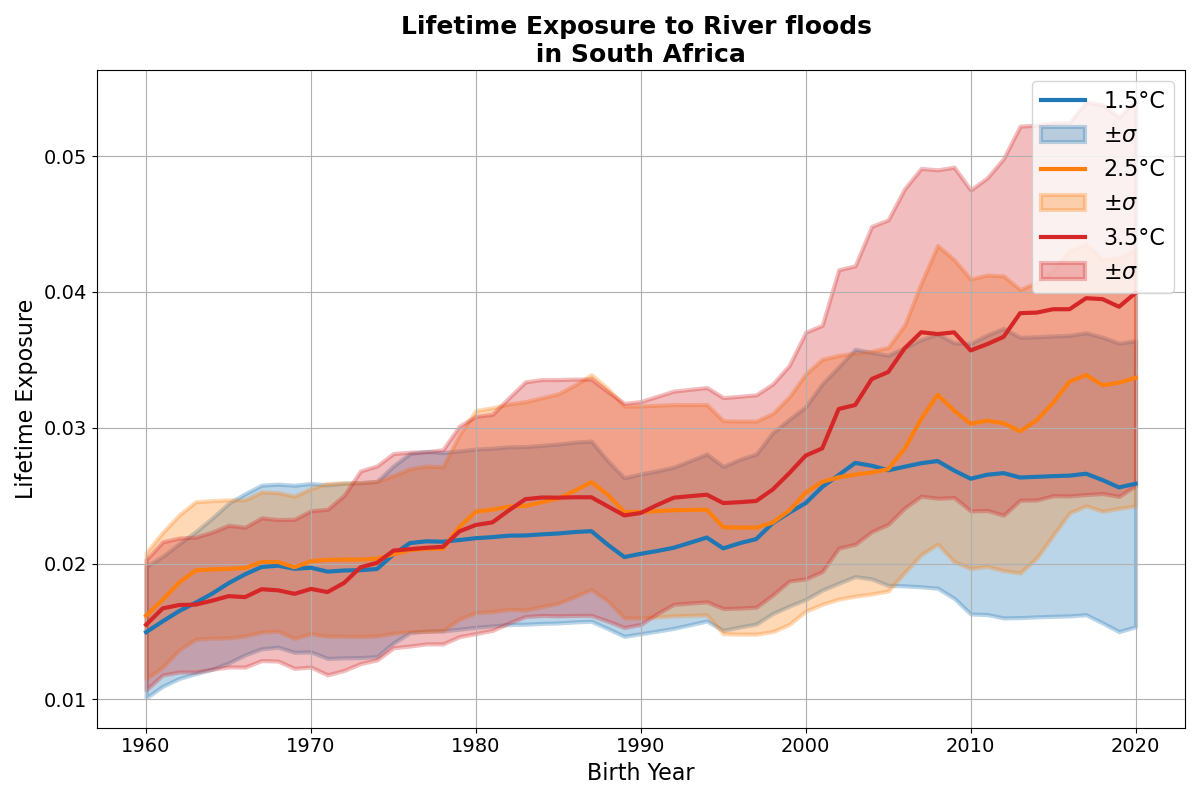 Lifetime Exposure to River floods
in South Africa
1.5°C
±σ
2.5°C
±σ
3.5°C
±σ
0.05
0.04
0.03
0.02
0.01
Lifetime Exposure
1960 1970 1980 1990 2000 2010 2020
Birth Year